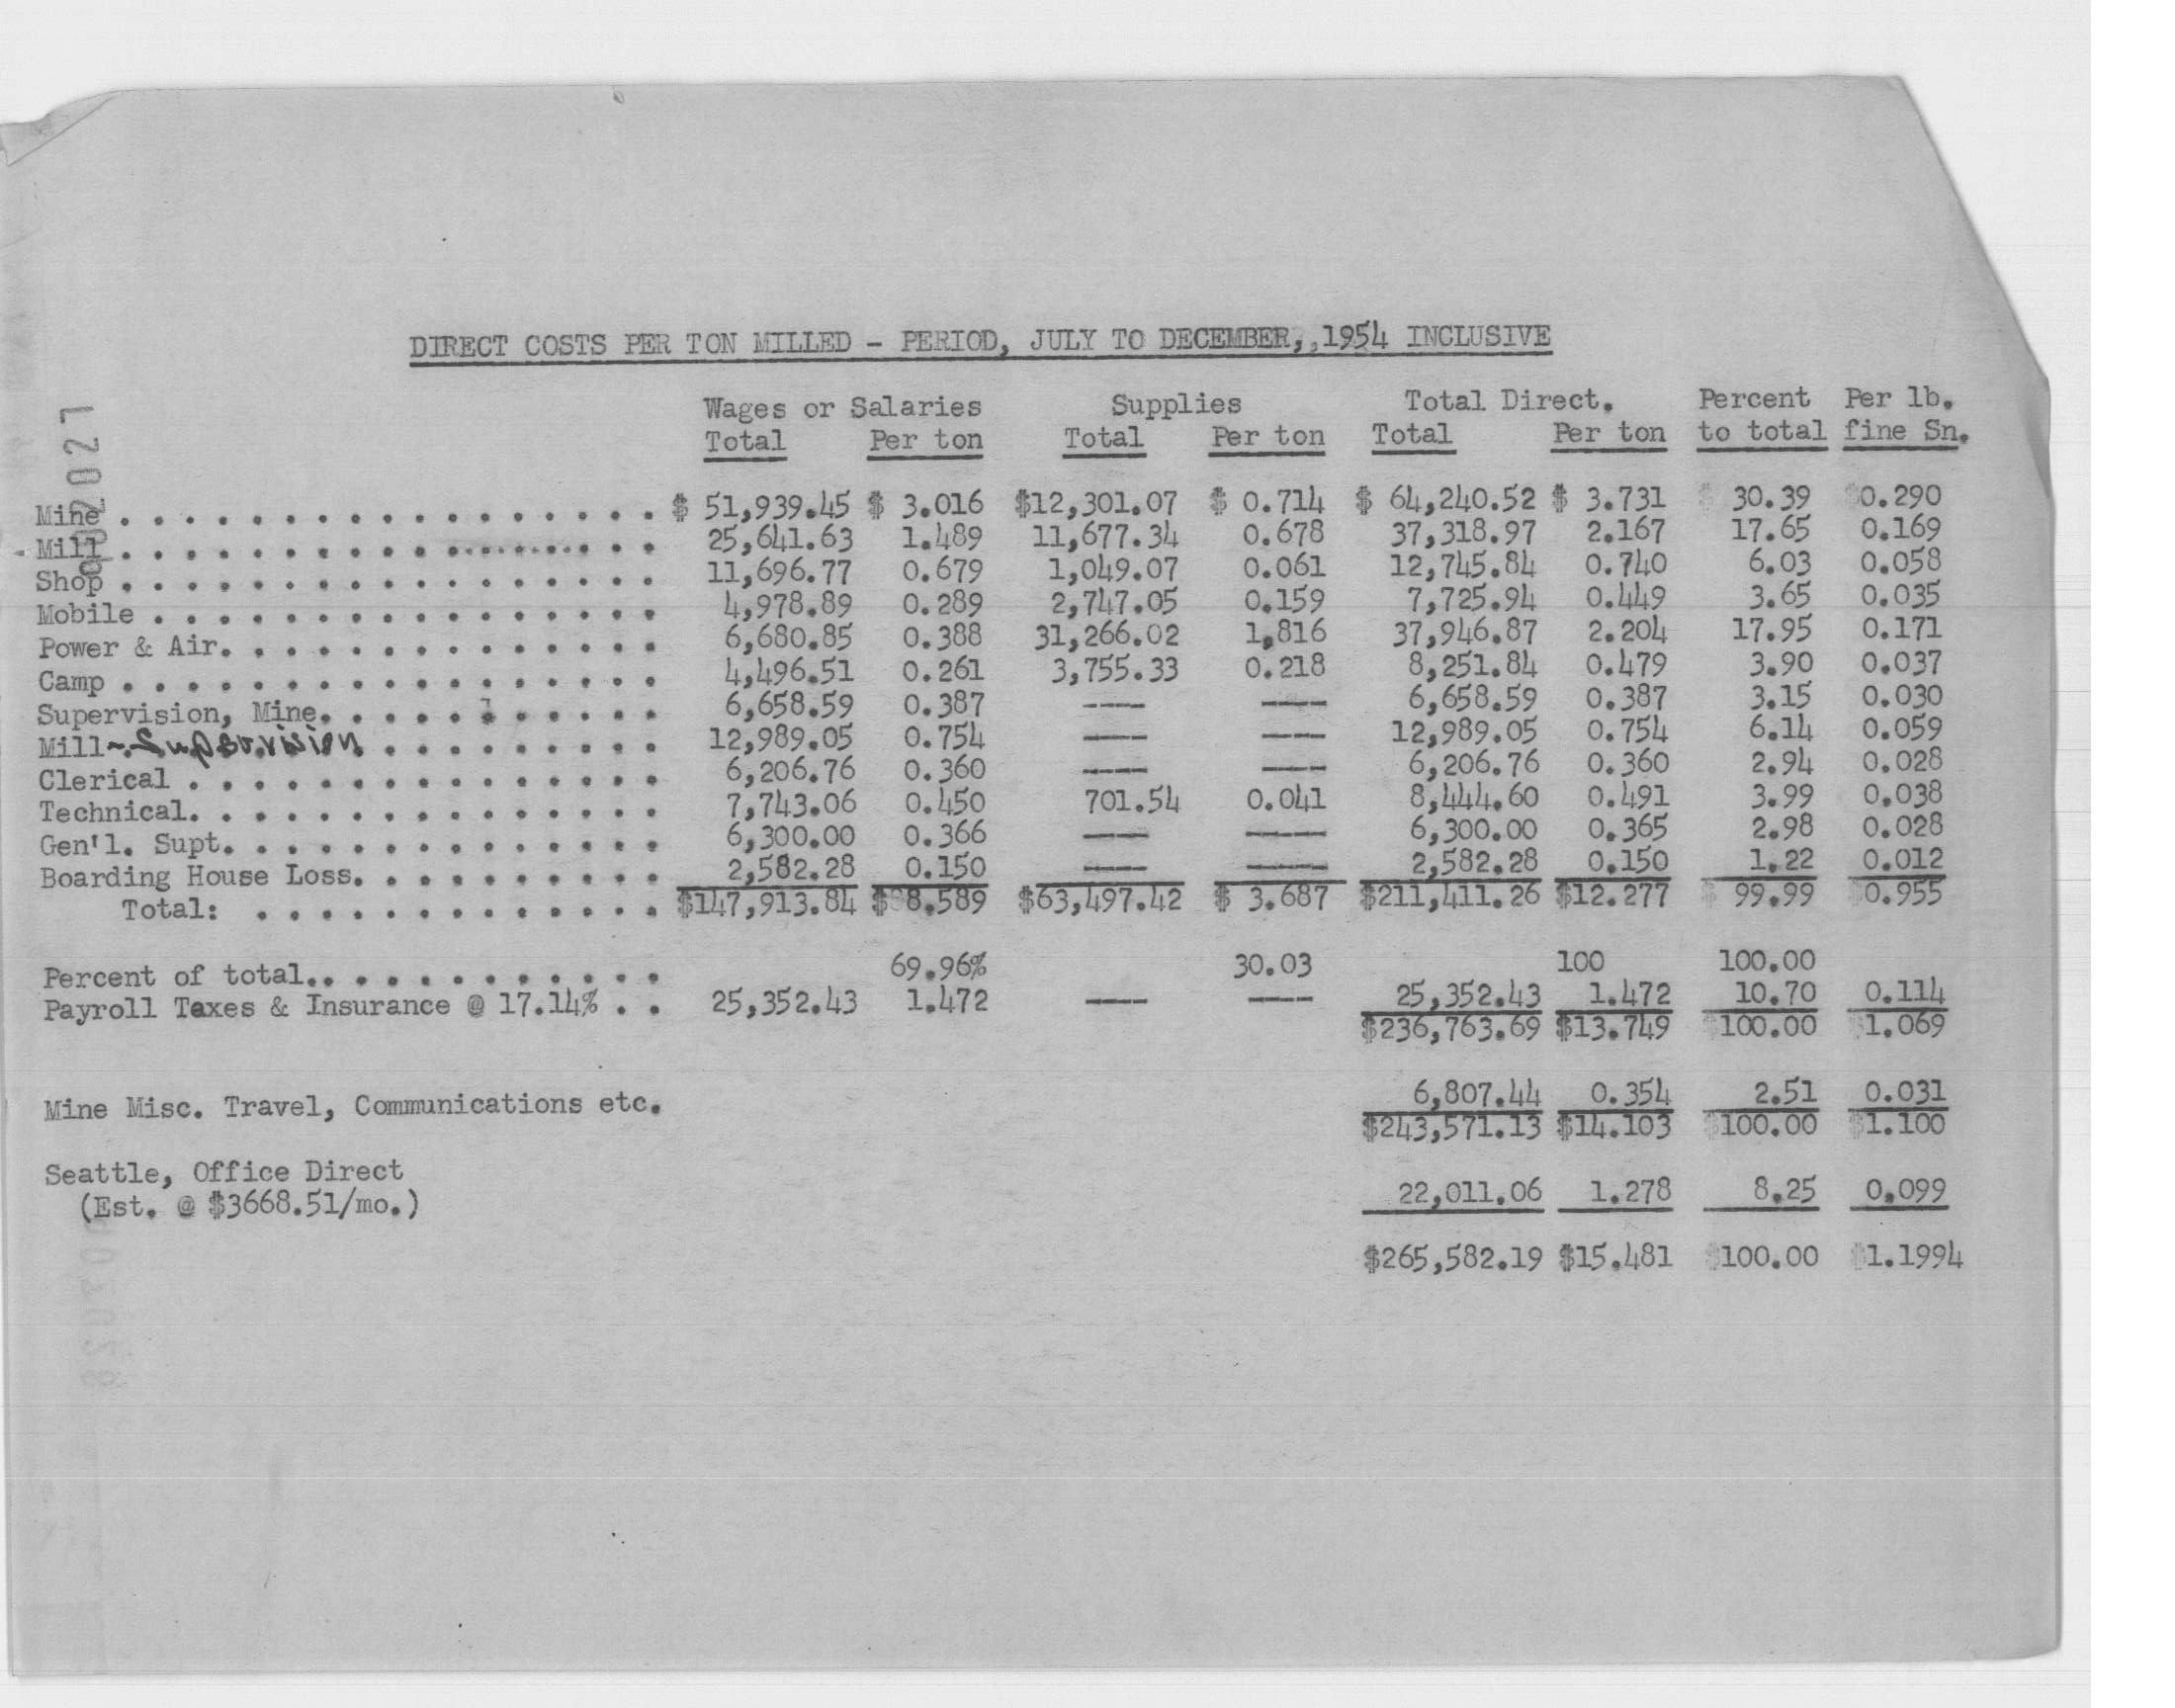 DIRECT COSTS PER TON MILLED - PERIOD, JULY TO DECEMBER, 1954 INCLUSIVE
Wages or Salaries Supplies Total Direct. Percent Per lb.
Total Per ton Total Per ton Total Per ton to total fine Sn.
Mine . . . . . . . . . . . . . . . . . $ 51,939.45 $ 3.016 $12,301.07 $ 0.714 $ 64,240.52 $ 3.731 30.39 0.290
Mill . . . . . . . . . . . . . . . . . 25,641.63 1.489 11,677.34 0.678 37,318.97 2.167 17.65 0.169
Shop . . . . . . . . . . . . . . . . . 11,696.77 0.679 1,049.07 0.061 12,745.84 0.740 6.03 0.058
Mobile . . . . . . . . . . . . . . . . 4,978.89 0.289 2,747.05 0.159 7,725.94 0.449 3.65 0.035
Power & Air. . . . . . . . . . . . . . 6,680.85 0.388 31,266.02 1,816 37,946.87 2.204 17.95 0.171
Camp . . . . . . . . . . . . . . . . . 4,496.51 0.261 3,755.33 0.218 8,251.84 0.479 3.90 0.037
Supervision, Mine. . . . . . . . . . . 6,658.59 0.387 ---- ---- 6,658.59 0.387 3.15 0.030
Mill - Supervision . . . . . . . . . 12,989.05 0.754 ---- ---- 12,989.05 0.754 6.14 0.059
Clerical . . . . . . . . . . . . . . . 6,206.76 0.360 ---- ---- 6,206.76 0.360 2.94 0.028
Technical. . . . . . . . . . . . . . . 7,743.06 0.450 701.54 0.041 8,444.60 0.491 3.99 0.038
Gen'l. Supt. . . . . . . . . . . . . . 6,300.00 0.366 ---- ---- 6,300.00 0.365 2.98 0.028
Boarding House Loss. . . . . . . . . . 2,582.28 0.150 ---- ---- 2,582.28 0.150 1.22 0.012
Total: . . . . . . . . . . . . . $147,913.84 $ 8.589 $63,497.42 $ 3.687 $211,411.26 $12.277 99.99 0.955
Percent of total.. . . . . . . . . . . 69.96% 30.03 100 100.00
Payroll Taxes & Insurance @ 17.14% . . 25,352.43 1.472 ---- ---- 25,352.43 1.472 10.70 0.114
$236,763.69 $13.749 100.00 1.069
Mine Misc. Travel, Communications etc. 6,807.44 0.354 2.51 0.031
$243,571.13 $14.103 100.00 1.100
Seattle, Office Direct
(Est. @ $3668.51/mo.) 22,011.06 1.278 8.25 0.099
$265,582.19 $15.481 100.00 1.1994